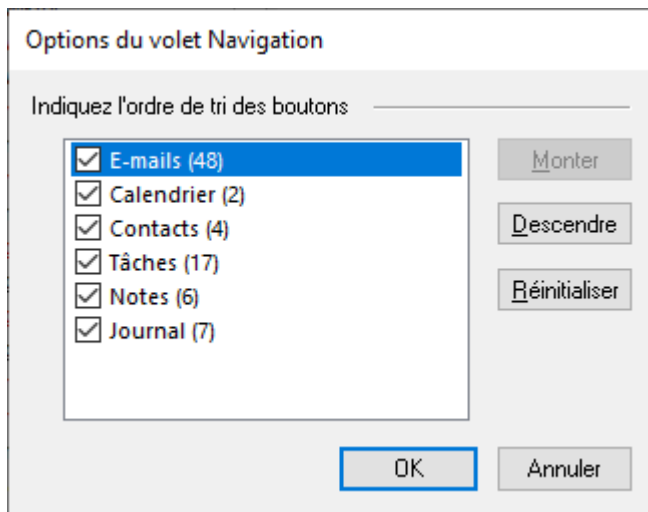 Options du volet Navigation
Indiquez l'ordre de tri des boutons
E-mails (48)
Monter
Calendrier (2)
Contacts (4)
Descendre
Tâches (17)
Notes (6)
Réinitialiser
Journal (7)
OK
Annuler